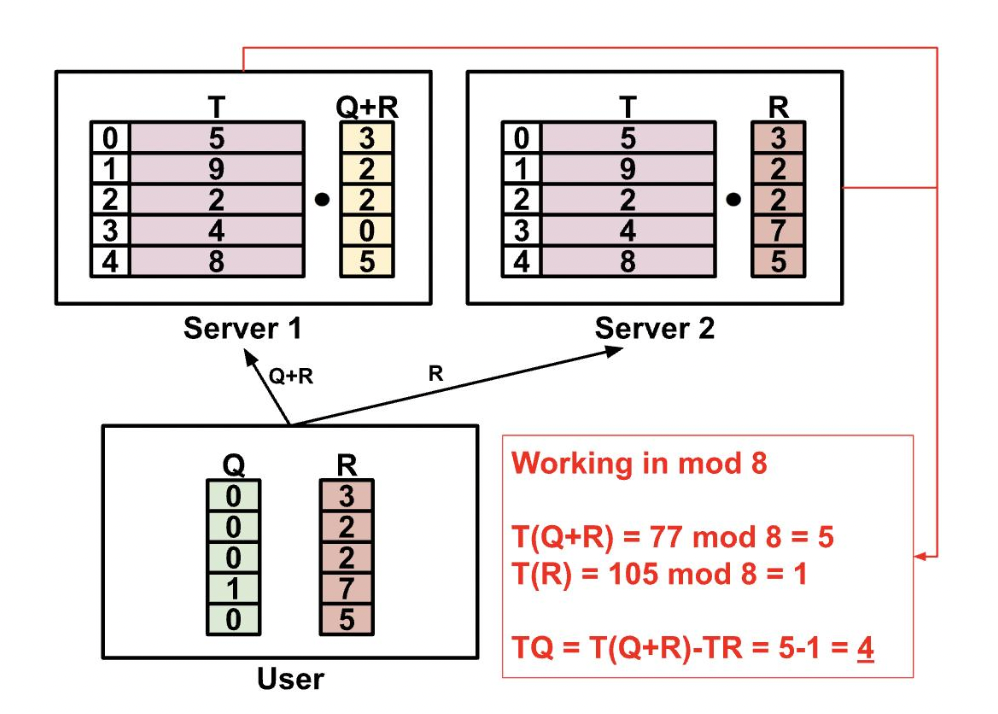 T Q+R
0 5 3
1 9 2
2 2 2
3 4 0
4 8 5
Server 1
T R
0 5 3
1 9 2
2 2 2
3 4 7
4 8 5
Server 2
Q+R
R
Q R
0 3
0 2
0 2
1 7
0 5
User
Working in mod 8
T(Q+R) = 77 mod 8 = 5
T(R) = 105 mod 8 = 1
TQ = T(Q+R)-TR = 5-1 = 4